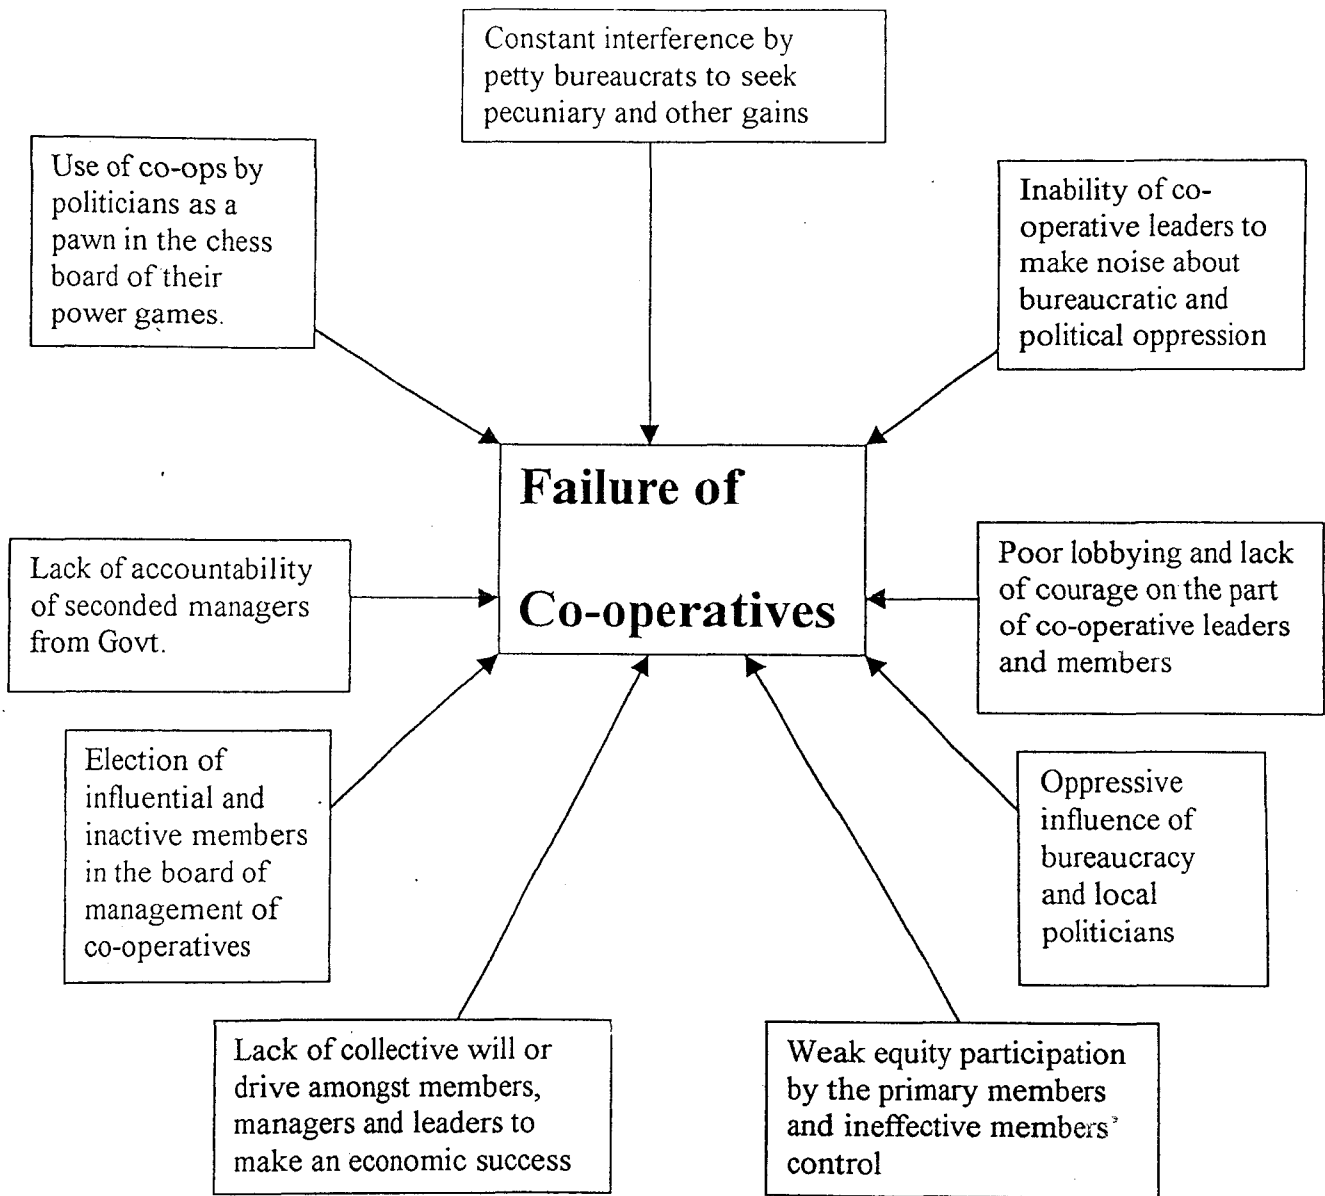 Constant interference by
petty bureaucrats to seek
pecuniary and other gains
Use of co-ops by
politicians as a
pawn in the chess
board of their
power games.
Inability of co-
operative leaders to
make noise about
bureaucratic and
political oppression
Failure of
Co-operatives
Lack of accountability
of seconded managers
from Govt.
Poor lobbying and lack
of courage on the part
of co-operative leaders
and members
Election of
influential and
inactive members
in the board of
management of
co-operatives
Oppressive
influence of
bureaucracy
and local
politicians
Lack of collective will or
drive amongst members,
managers and leaders to
make an economic success
Weak equity participation
by the primary members
and ineffective members'
control